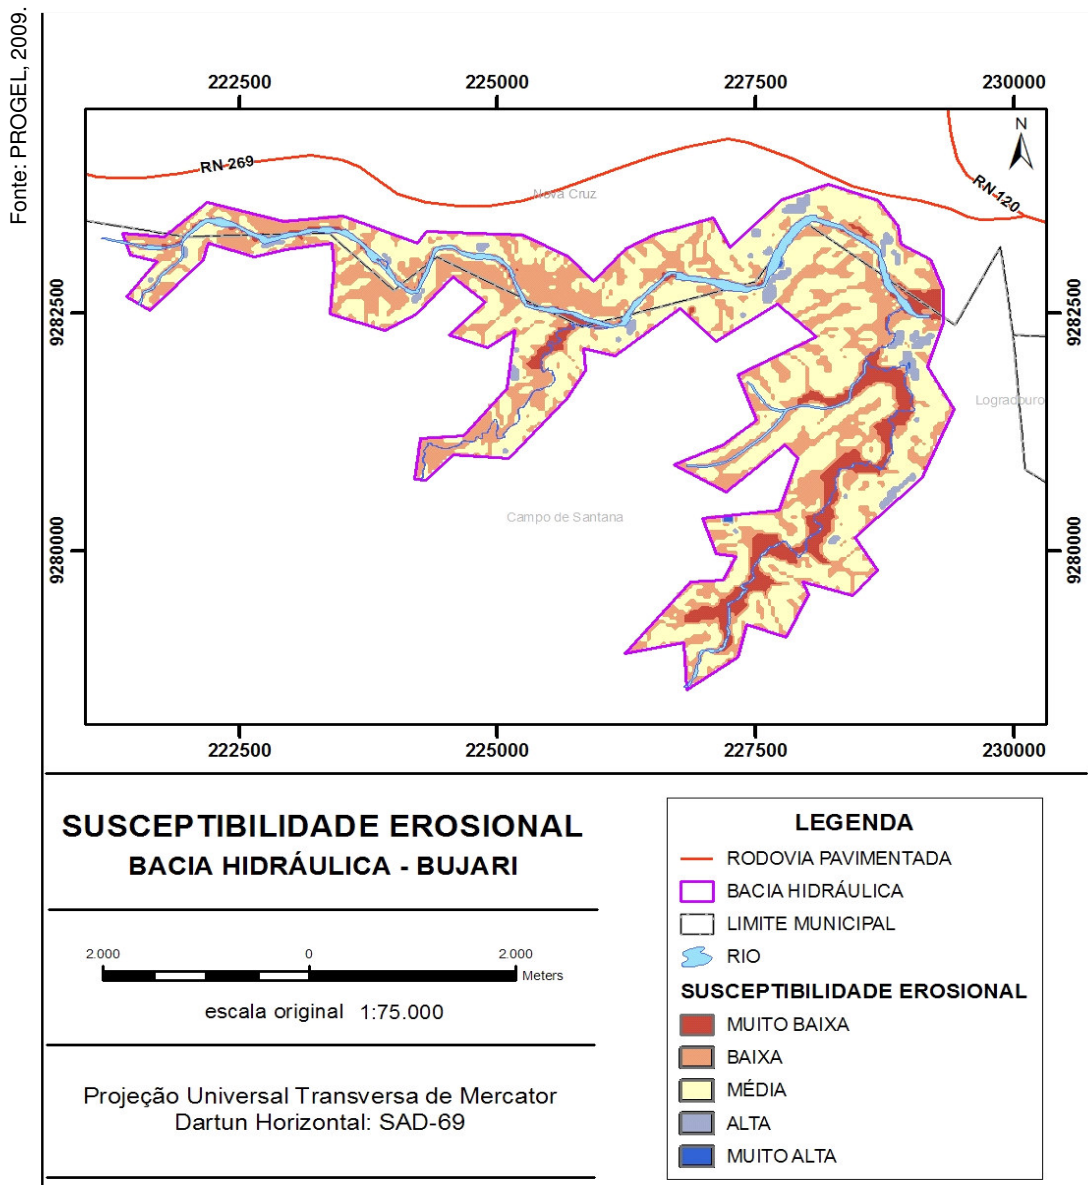 Fonte: PROGEL, 2009.
222500 225000 227500 230000
N
RN 269
Nova Cruz
RN 120
9282500
9282500
Logradouro
Campo de Santana
9280000
9280000
222500 225000 227500 230000
SUSCEPTIBILIDADE EROSIONAL
BACIA HIDRÁULICA - BUJARI
2.000 0 2.000
Meters
escala original 1:75.000
Projeção Universal Transversa de Mercator
Dartun Horizontal: SAD-69
LEGENDA
RODOVIA PAVIMENTADA
BACIA HIDRÁULICA
LIMITE MUNICIPAL
RIO
SUSCEPTIBILIDADE EROSIONAL
MUITO BAIXA
BAIXA
MÉDIA
ALTA
MUITO ALTA